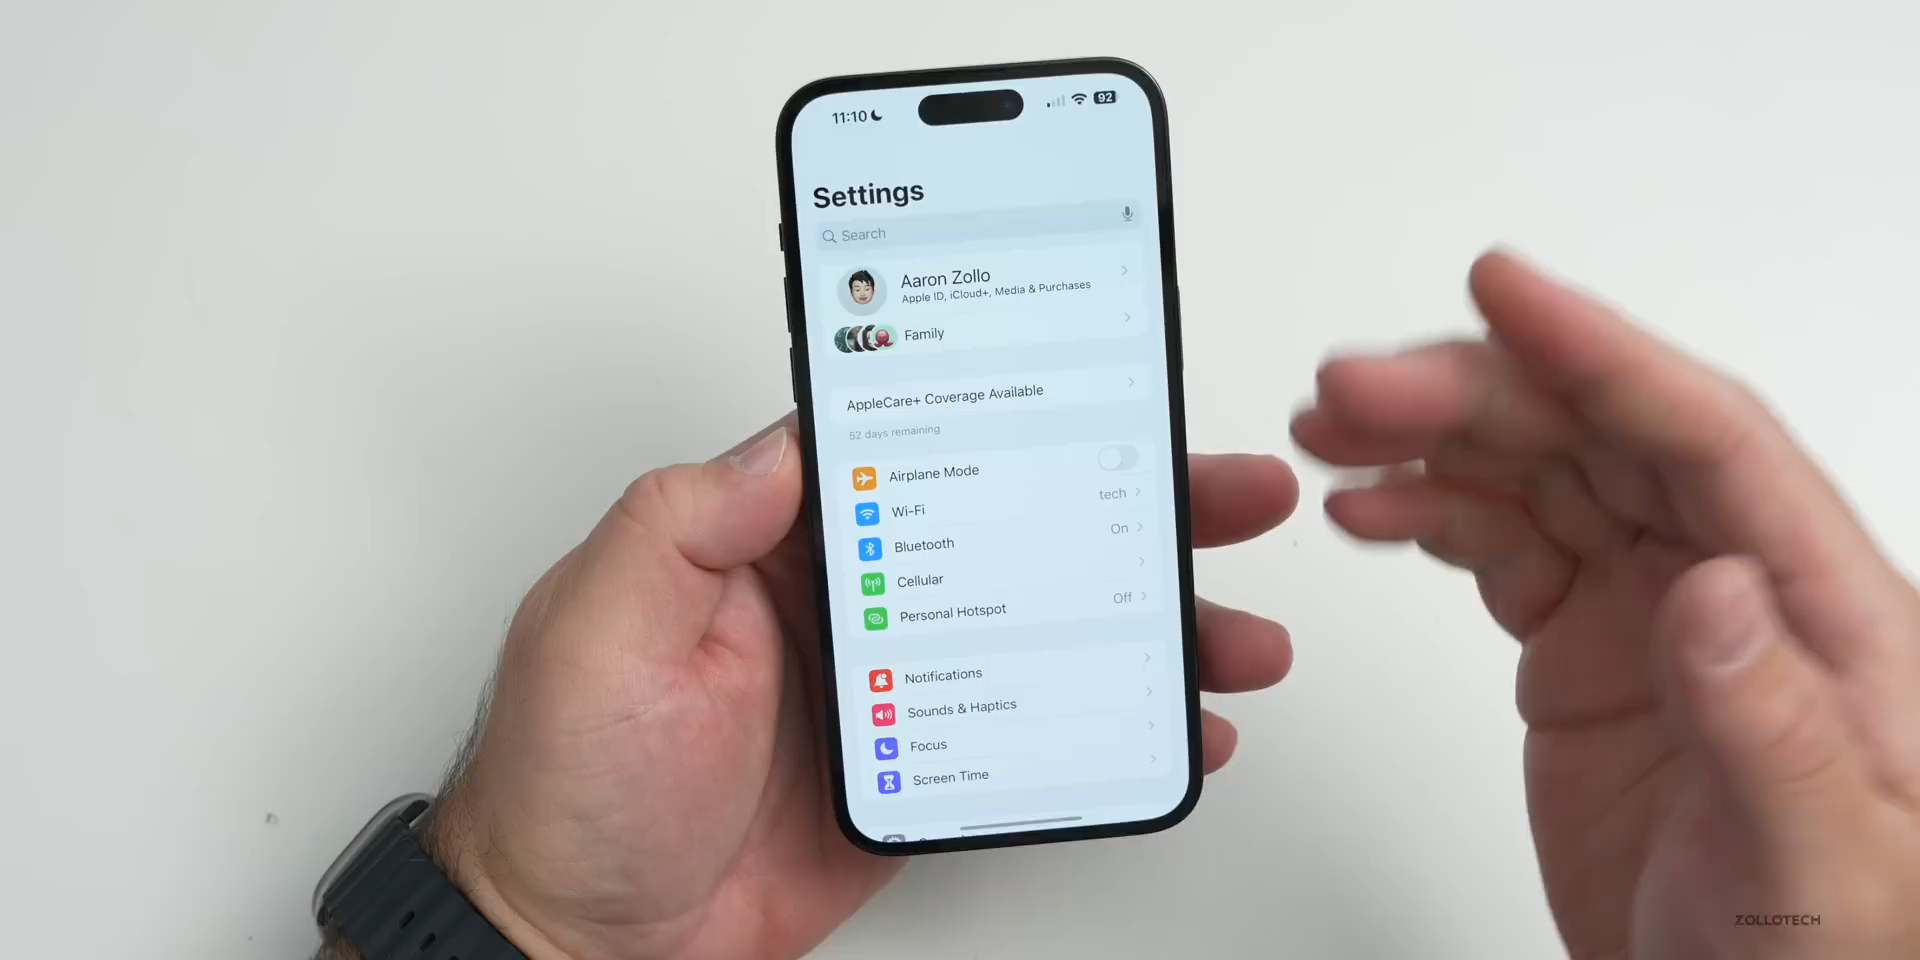 11:10
92
Settings
Search
Aaron Zollo
Apple ID, iCloud+, Media & Purchases
Family
AppleCare+ Coverage Available
52 days remaining
Airplane Mode
Wi-Fi
tech
Bluetooth
On
Cellular
Personal Hotspot
Off
Notifications
Sounds & Haptics
Focus
Screen Time
ZOLLOTECH